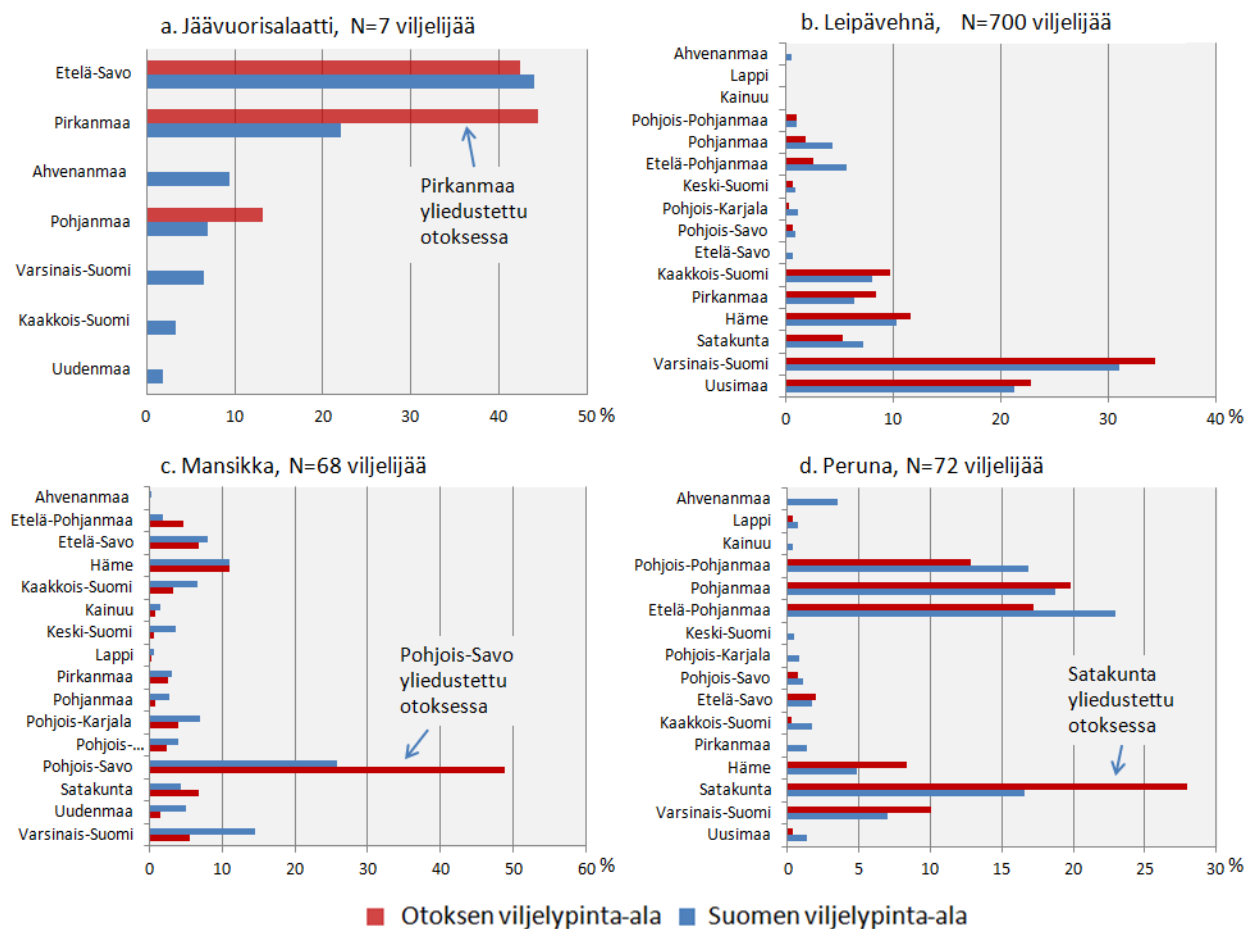 a. Jäävuorisalaatti, N=7 viljelijää
Etelä-Savo
Pirkanmaa
Ahvenanmaa
Pohjanmaa
Varsinais-Suomi
Kaakkois-Suomi
Uudenmaa
Pirkanmaa
yliedustettu
otoksessa
0 10 20 30 40 50 %
b. Leipävehnä, N=700 viljelijää
Ahvenanmaa
Lappi
Kainuu
Pohjois-Pohjanmaa
Pohjanmaa
Etelä-Pohjanmaa
Keski-Suomi
Pohjois-Karjala
Pohjois-Savo
Etelä-Savo
Kaakkois-Suomi
Pirkanmaa
Häme
Satakunta
Varsinais-Suomi
Uusimaa
0 10 20 30 40 %
c. Mansikka, N=68 viljelijää
Ahvenanmaa
Etelä-Pohjanmaa
Etelä-Savo
Häme
Kaakkois-Suomi
Kainuu
Keski-Suomi
Lappi
Pirkanmaa
Pohjanmaa
Pohjois-Karjala
Pohjois-...
Pohjois-Savo
Satakunta
Uudenmaa
Varsinais-Suomi
Pohjois-Savo
yliedustettu
otoksessa
0 10 20 30 40 50 60 %
d. Peruna, N=72 viljelijää
Ahvenanmaa
Lappi
Kainuu
Pohjois-Pohjanmaa
Pohjanmaa
Etelä-Pohjanmaa
Keski-Suomi
Pohjois-Karjala
Pohjois-Savo
Etelä-Savo
Kaakkois-Suomi
Pirkanmaa
Häme
Satakunta
Varsinais-Suomi
Uusimaa
Satakunta
yliedustettu
otoksessa
0 5 10 15 20 25 30 %
Otoksen viljelypinta-ala Suomen viljelypinta-ala